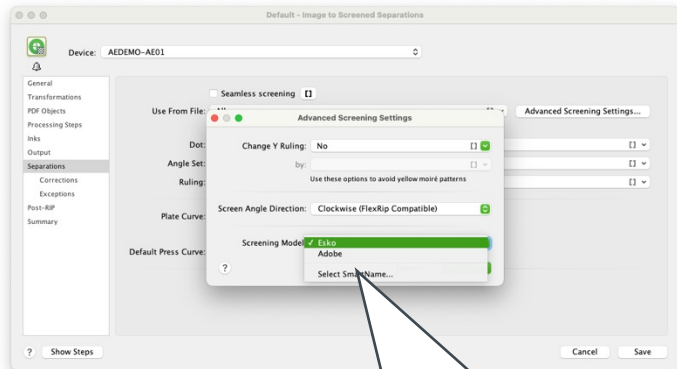 Default - Image to Screened Separations
Device: AEDEMO-AE01
General
Transformations
PDF Objects
Processing Steps
Inks
Output
Separations
Corrections
Exceptions
Post-RIP
Summary
Seamless screening []
Use From File:
Advanced Screening Settings...
Dot: []
Angle Set: []
Ruling: []
Plate Curve:
Default Press Curve:
Advanced Screening Settings
Change Y Ruling: No []
by: []
Use these options to avoid yellow moiré patterns
Screen Angle Direction: Clockwise (FlexRip Compatible)
Screening Model ✓ Esko
Adobe
Select SmartName...
?
? Show Steps
Cancel Save